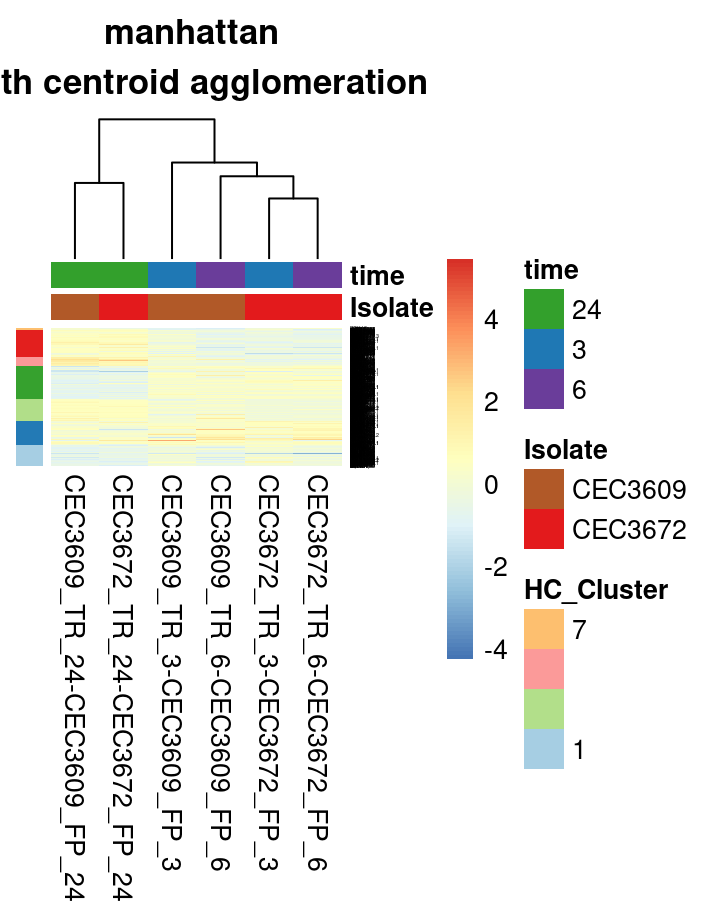 manhattan
th centroid agglomeration
time
Isolate
4
2
0
-2
-4
time
24
3
6
Isolate
CEC3609
CEC3672
HC_Cluster
7
1
CEC3609_TR_24-CEC3609_FP_24
CEC3672_TR_24-CEC3672_FP_24
CEC3609_TR_3-CEC3609_FP_3
CEC3609_TR_6-CEC3609_FP_6
CEC3672_TR_3-CEC3672_FP_3
CEC3672_TR_6-CEC3672_FP_6